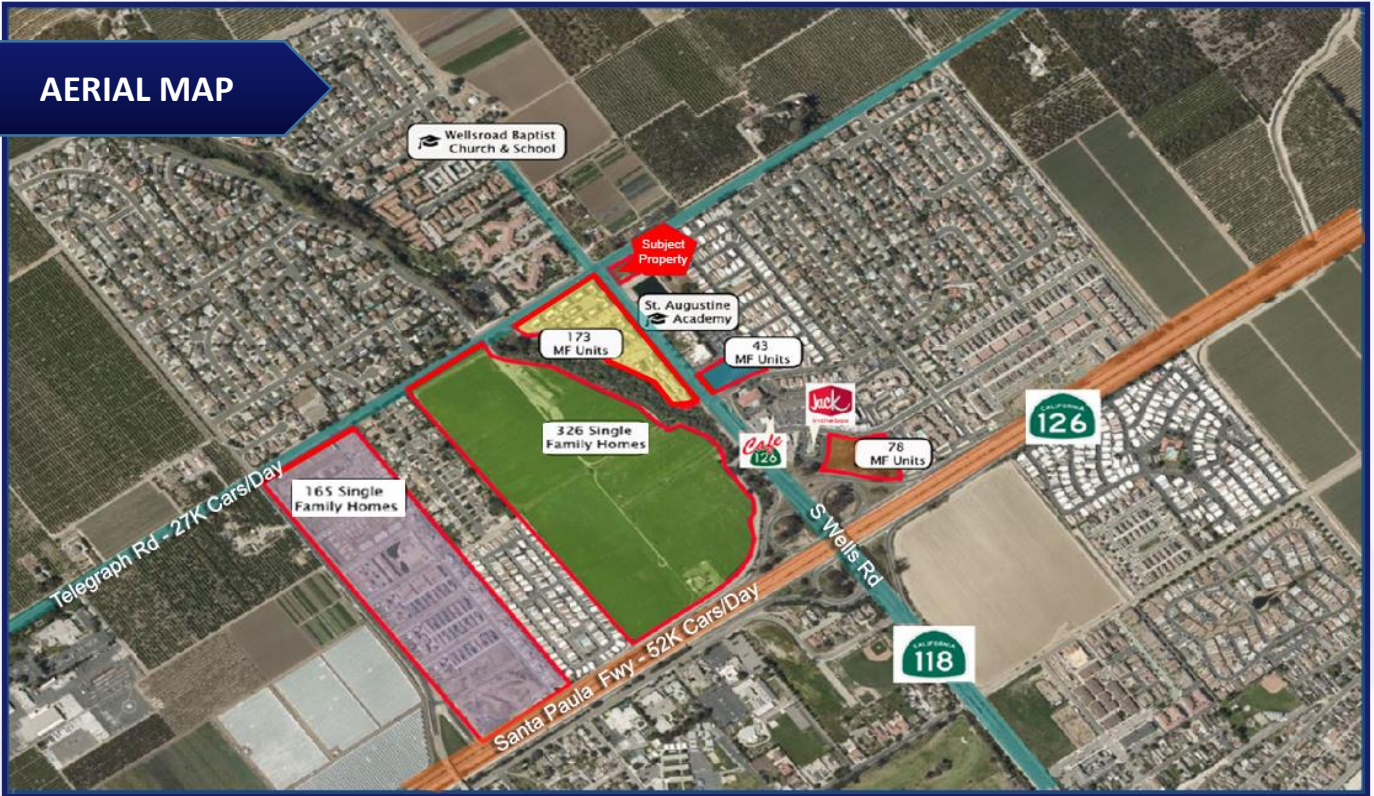 AERIAL MAP
Wellsroad Baptist
Church & School
Subject
Property
St. Augustine
Academy
173
MF Units
43
MF Units
Jack
Cafe
126
78
MF Units
CALIFORNIA
126
326 Single
Family Homes
165 Single
Family Homes
Telegraph Rd - 27K Cars/Day
S Wells Rd
Santa Paula Fwy - 52K Cars/Day
CALIFORNIA
118